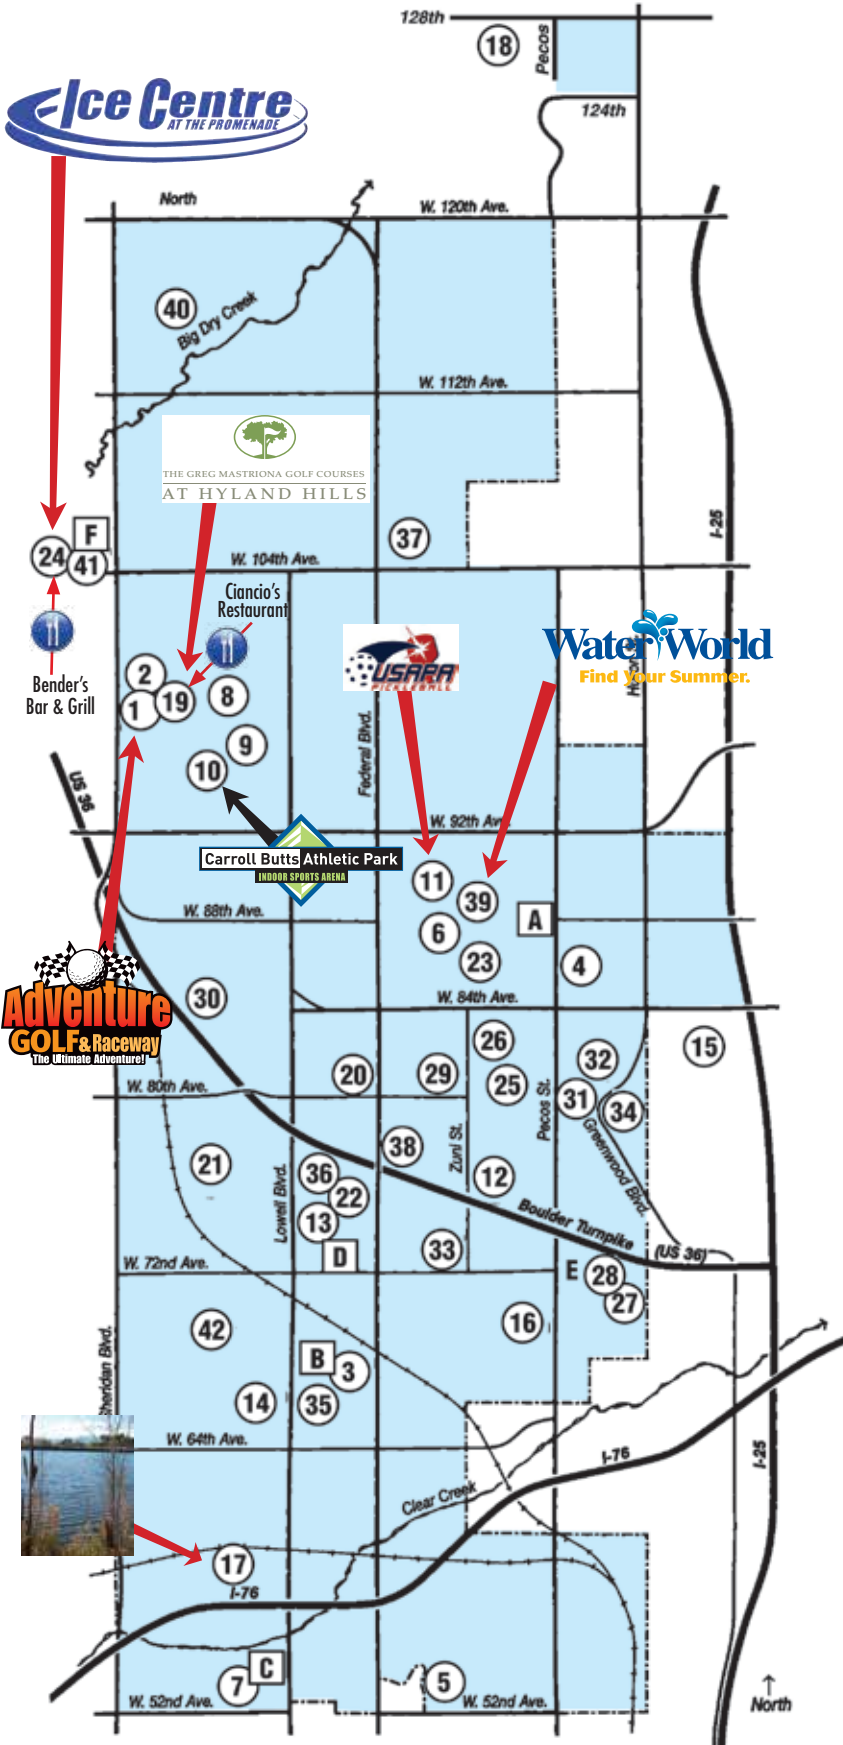 128th
18
Pecos
124th
Ice Centre
AT THE PROMENADE
North
W. 120th Ave.
40
Big Dry Creek
W. 112th Ave.
THE GREG MASTRIONA GOLF COURSES
AT HYLAND HILLS
I-25
F
37
24
41
W. 104th Ave.
Ciancio's
Restaurant
Bender's
Bar & Grill
USAPA
PICKLEBALL
Water World
Find Your Summer.
2
1
19
8
9
10
Federal Blvd.
US 36
W. 92th Ave.
Carroll Butts Athletic Park
INDOOR SPORTS ARENA
11
39
A
6
23
4
W. 88th Ave.
Adventure
GOLF & Raceway
The Ultimate Adventure!
30
W. 84th Ave.
26
32
15
20
29
25
31
34
W. 80th Ave.
Pecos St.
Greenwood Blvd.
Zuni St.
38
21
36
22
13
12
Lowell Blvd.
D
33
Boulder Turnpike
(US 36)
W. 72nd Ave.
E
28
27
42
16
B
3
14
35
Sheridan Blvd.
W. 64th Ave.
I-76
I-25
Clear Creek
17
I-76
C
7
5
W. 52nd Ave.
W. 52nd Ave.
North